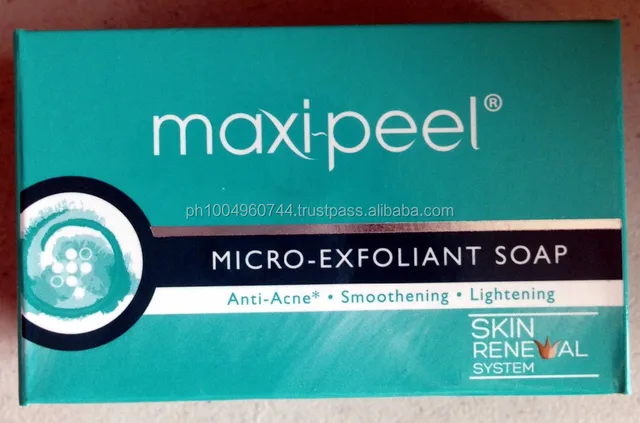 maxi-peel®
ph1004960744.trustpass.alibaba.com
MICRO-EXFOLIANT SOAP
Anti-Acne* • Smoothening • Lightening
SKIN
RENEWAL
SYSTEM